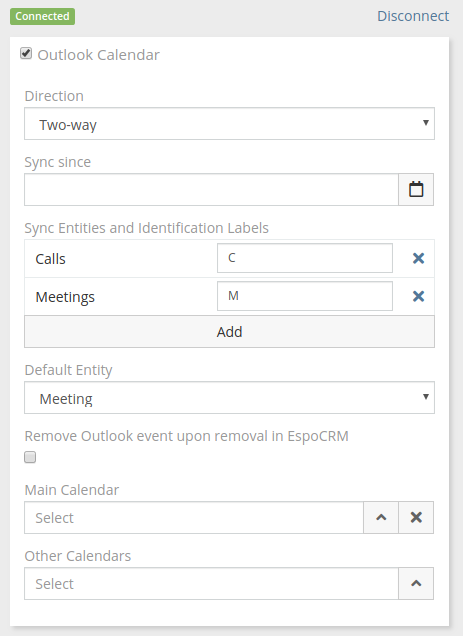 Connected Disconnect
Outlook Calendar
Direction
Two-way
Sync since
Sync Entities and Identification Labels
Calls C
Meetings M
Add
Default Entity
Meeting
Remove Outlook event upon removal in EspoCRM
Main Calendar
Select
Other Calendars
Select